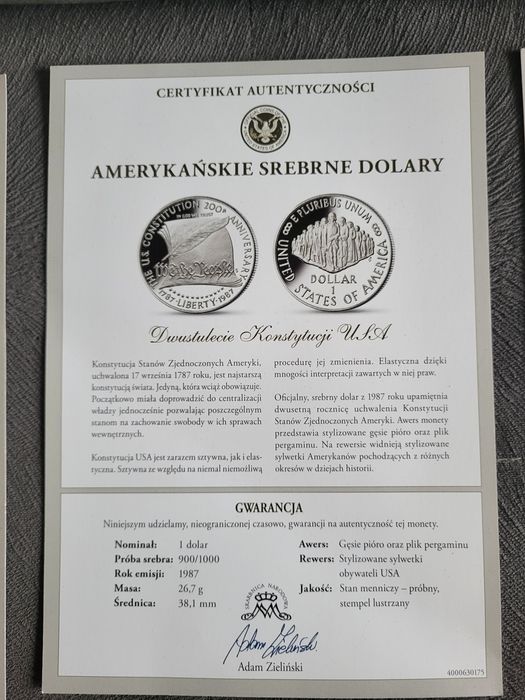 CERTYFIKAT AUTENTYCZNOŚCI
AMERYKAŃSKIE SREBRNE DOLARY
THE U.S. CONSTITUTION 200th ANNIVERSARY
IN GOD WE TRUST
We the People
1787·LIBERTY·1987
E PLURIBUS UNUM
UNITED STATES OF AMERICA
DOLLAR
1
Dwustulecie Konstytucji USA
Konstytucja Stanów Zjednoczonych Ameryki,
uchwalona 17 września 1787 roku, jest najstarszą
konstytucją świata. Jedyną, która wciąż obowiązuje.
Początkowo miała doprowadzić do centralizacji
władzy jednocześnie pozwalając poszczególnym
stanom na zachowanie swobody w ich sprawach
wewnętrznych.
Konstytucja USA jest zarazem sztywna, jak i elas-
tyczna. Sztywna ze względu na niemal niemożliwą
procedurę jej zmienienia. Elastyczna dzięki
mnogości interpretacji zawartych w niej praw.
Oficjalny, srebrny dolar z 1987 roku upamiętnia
dwusetną rocznicę uchwalenia Konstytucji
Stanów Zjednoczonych Ameryki. Awers monety
przedstawia stylizowane gęsie pióro oraz plik
pergaminu. Na rewersie widnieją stylizowane
sylwetki Amerykanów pochodzących z różnych
okresów w dziejach historii.
GWARANCJA
Niniejszym udzielamy, nieograniczonej czasowo, gwarancji na autentyczność tej monety.
Nominał: 1 dolar
Próba srebra: 900/1000
Rok emisji: 1987
Masa: 26,7 g
Średnica: 38,1 mm
Awers: Gęsie pióro oraz plik pergaminu
Rewers: Stylizowane sylwetki
obywateli USA
Jakość: Stan menniczy – próbny,
stempel lustrzany
SKARBNICA NARODOWA
Adam Zieliński
Adam Zieliński
4000630175